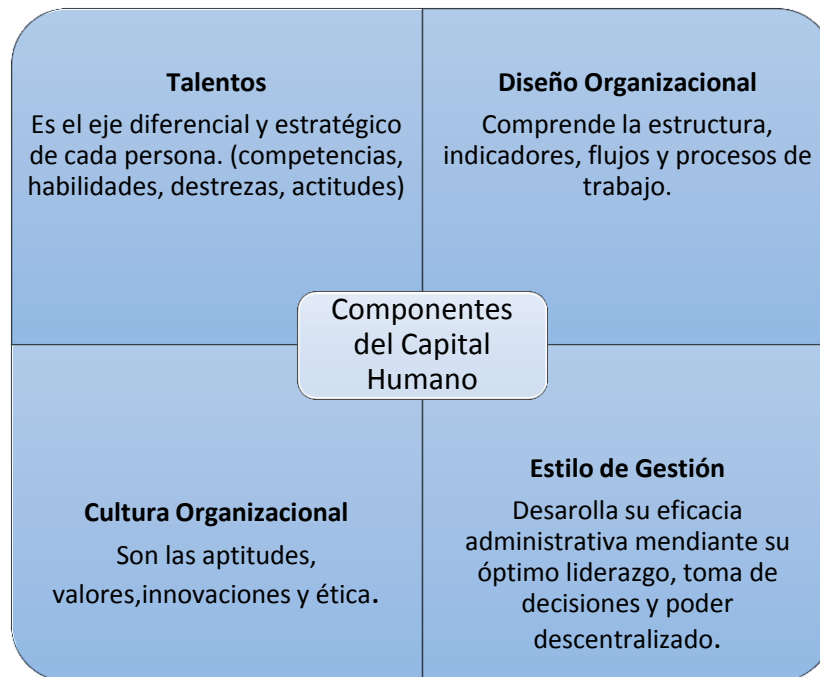 Talentos
Es el eje diferencial y estratégico
de cada persona. (competencias,
habilidades, destrezas, actitudes)
Diseño Organizacional
Comprende la estructura,
indicadores, flujos y procesos de
trabajo.
Componentes
del Capital
Humano
Cultura Organizacional
Son las aptitudes,
valores,innovaciones y ética.
Estilo de Gestión
Desarolla su eficacia
administrativa mendiante su
óptimo liderazgo, toma de
decisiones y poder
descentralizado.